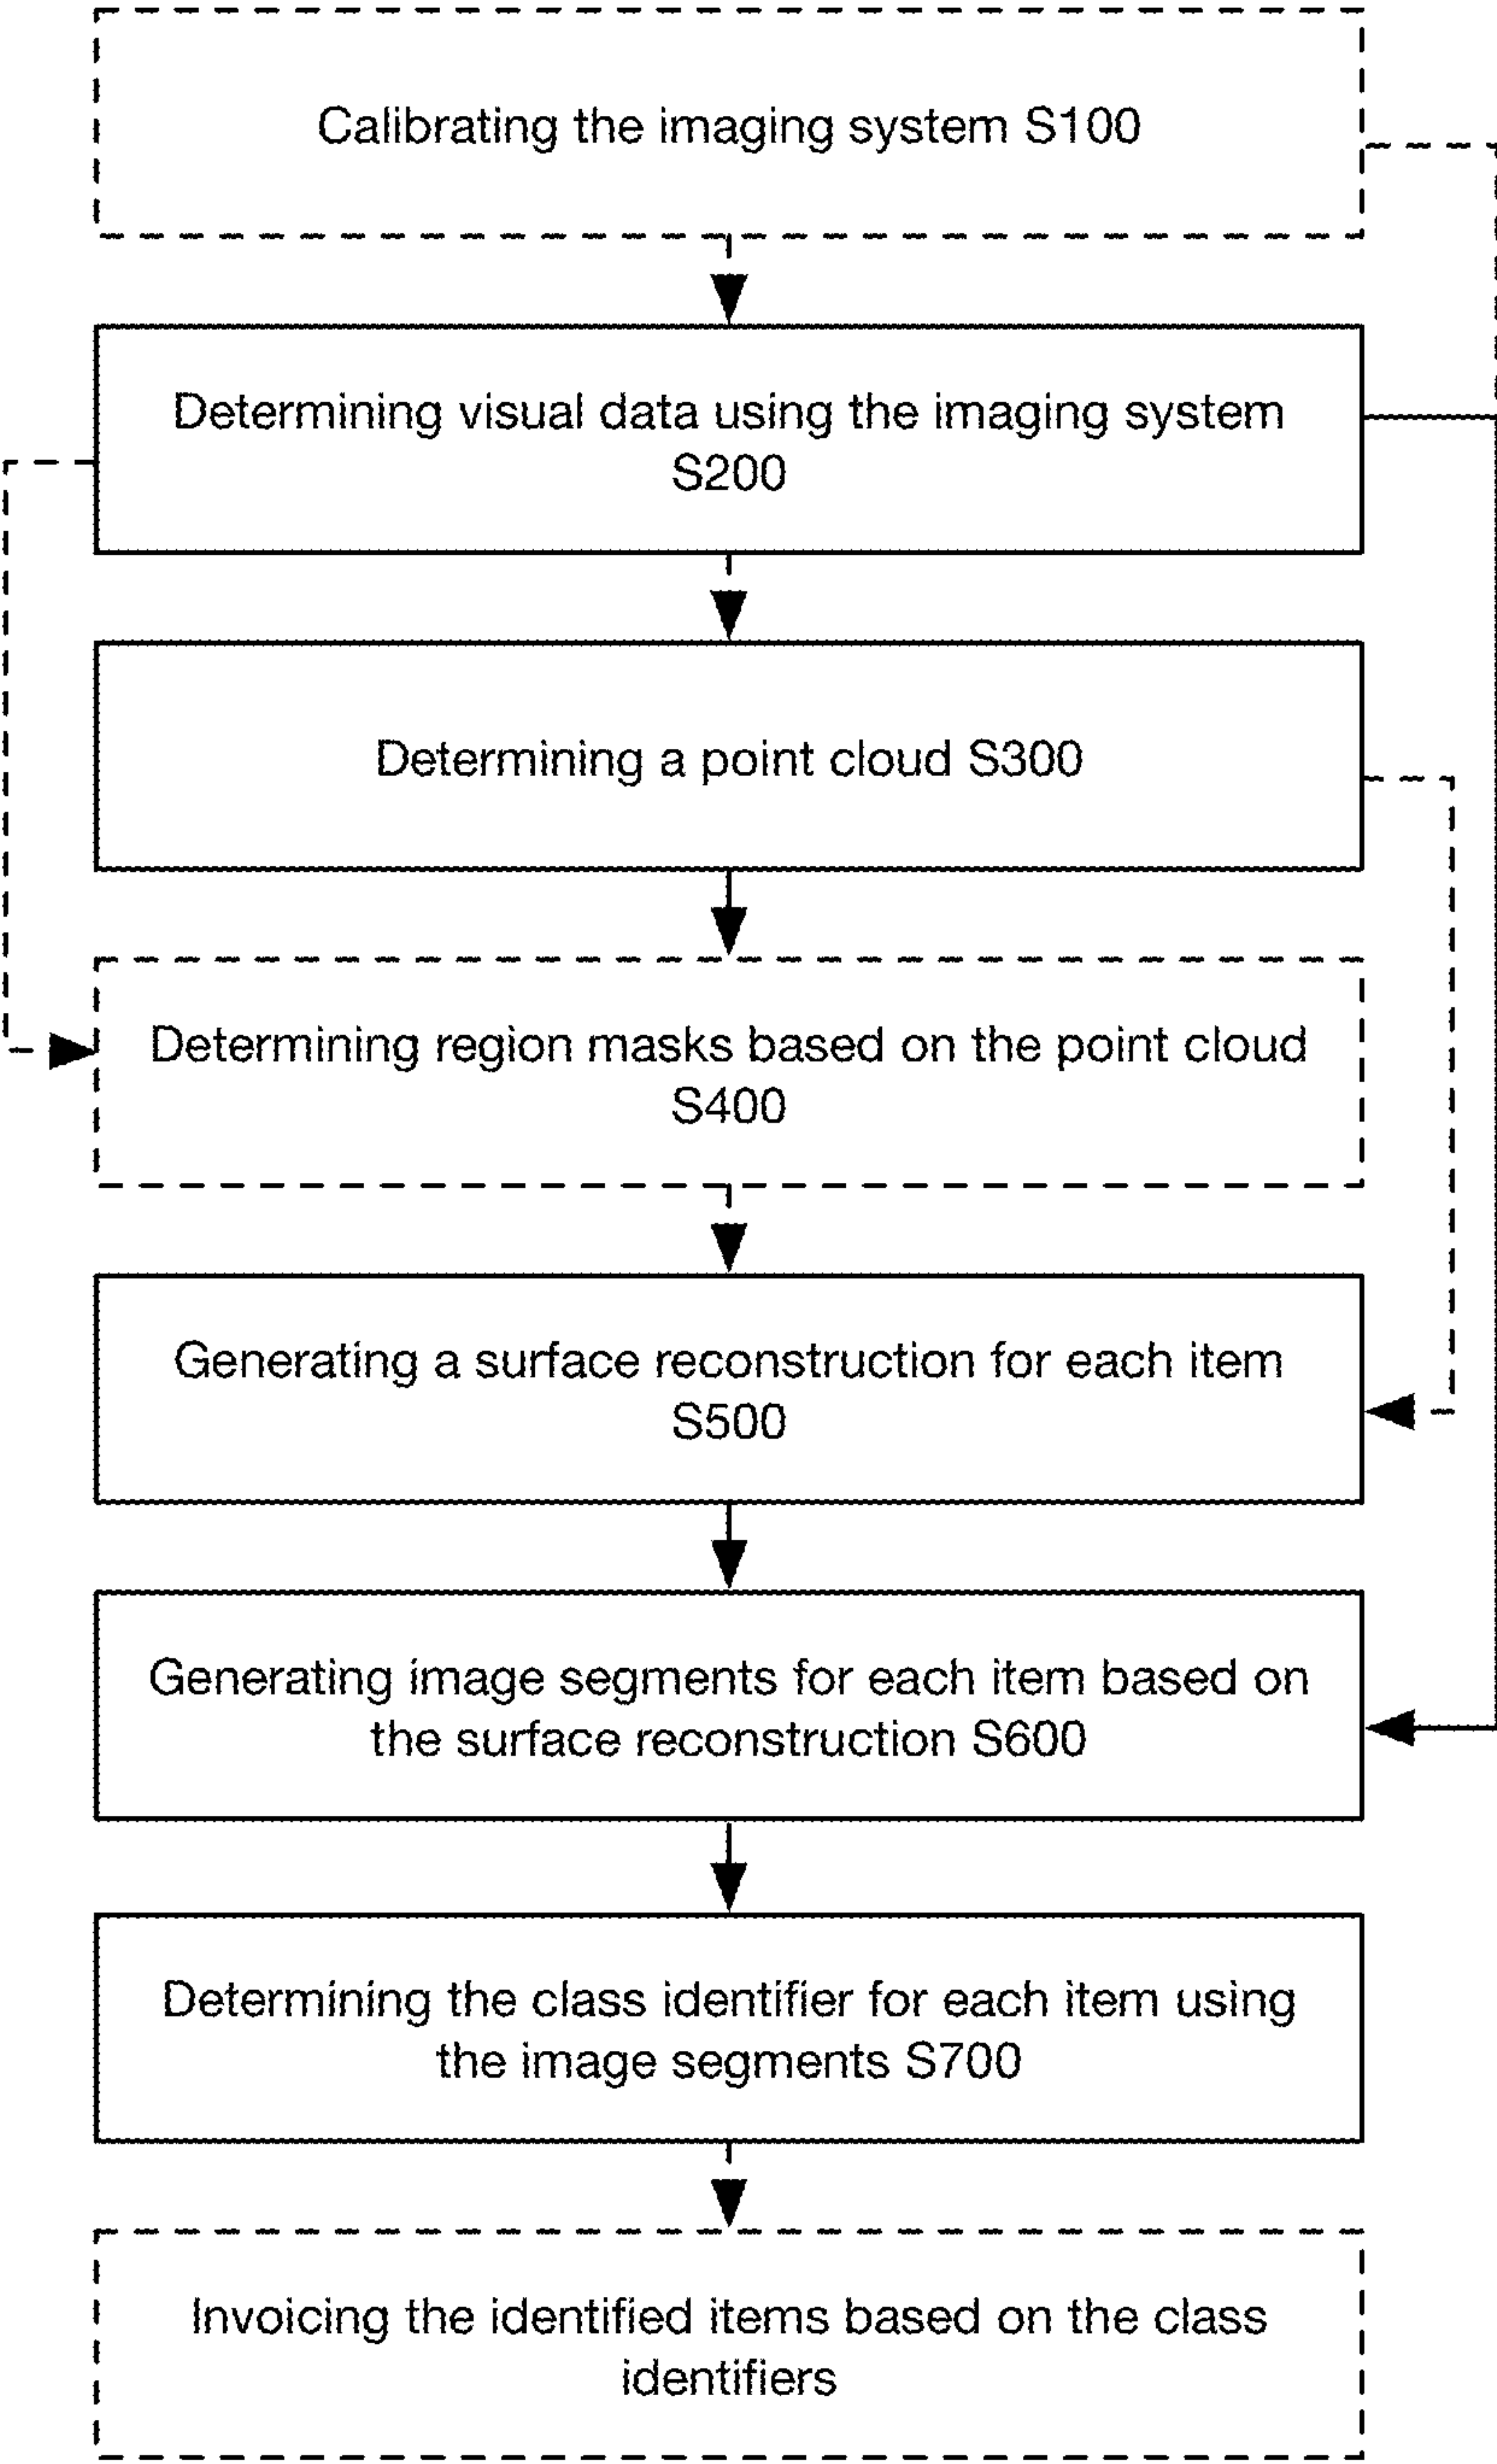 Calibrating the imaging system S100
Determining visual data using the imaging system
S200
Determining a point cloud S300
Determining region masks based on the point cloud
S400
Generating a surface reconstruction for each item
S500
Generating image segments for each item based on
the surface reconstruction S600
Determining the class identifier for each item using
the image segments S700
Invoicing the identified items based on the class
identifiers